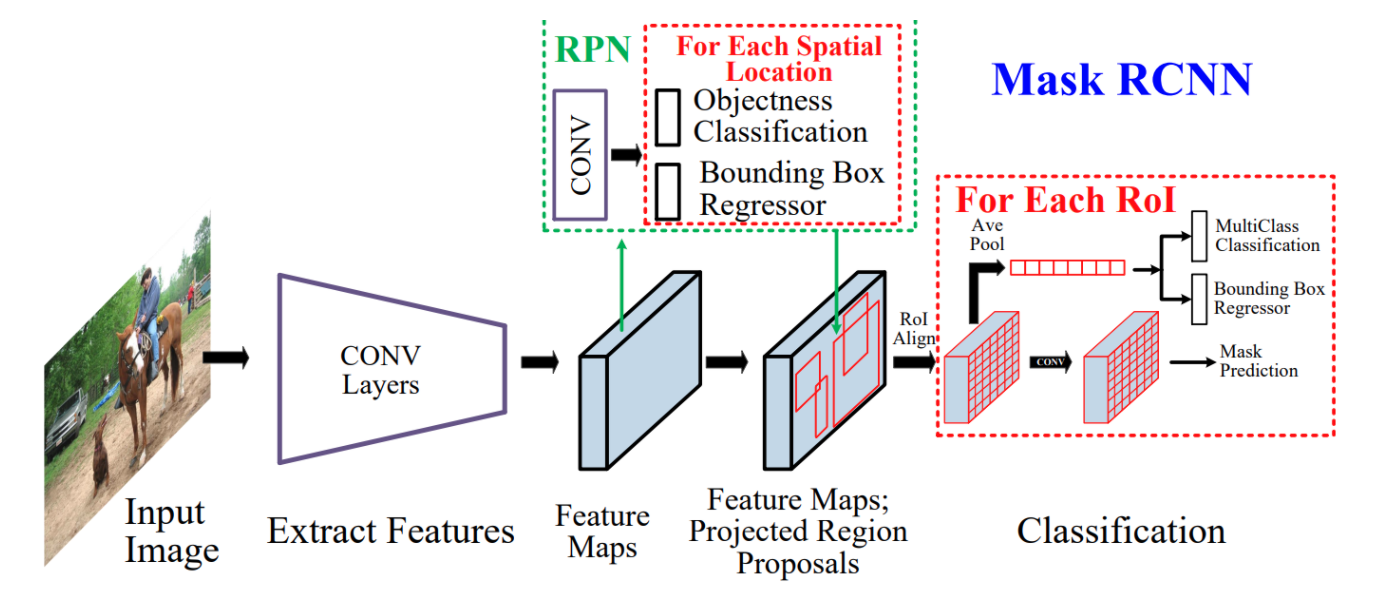 RPN
For Each Spatial
Location
CONV
Objectness
Classification
Bounding Box
Regressor
Mask RCNN
For Each RoI
Ave
Pool
MultiClass
Classification
Bounding Box
Regressor
CONV
Mask
Prediction
RoI
Align
CONV
Layers
Input
Image
Extract Features
Feature
Maps
Feature Maps;
Projected Region
Proposals
Classification